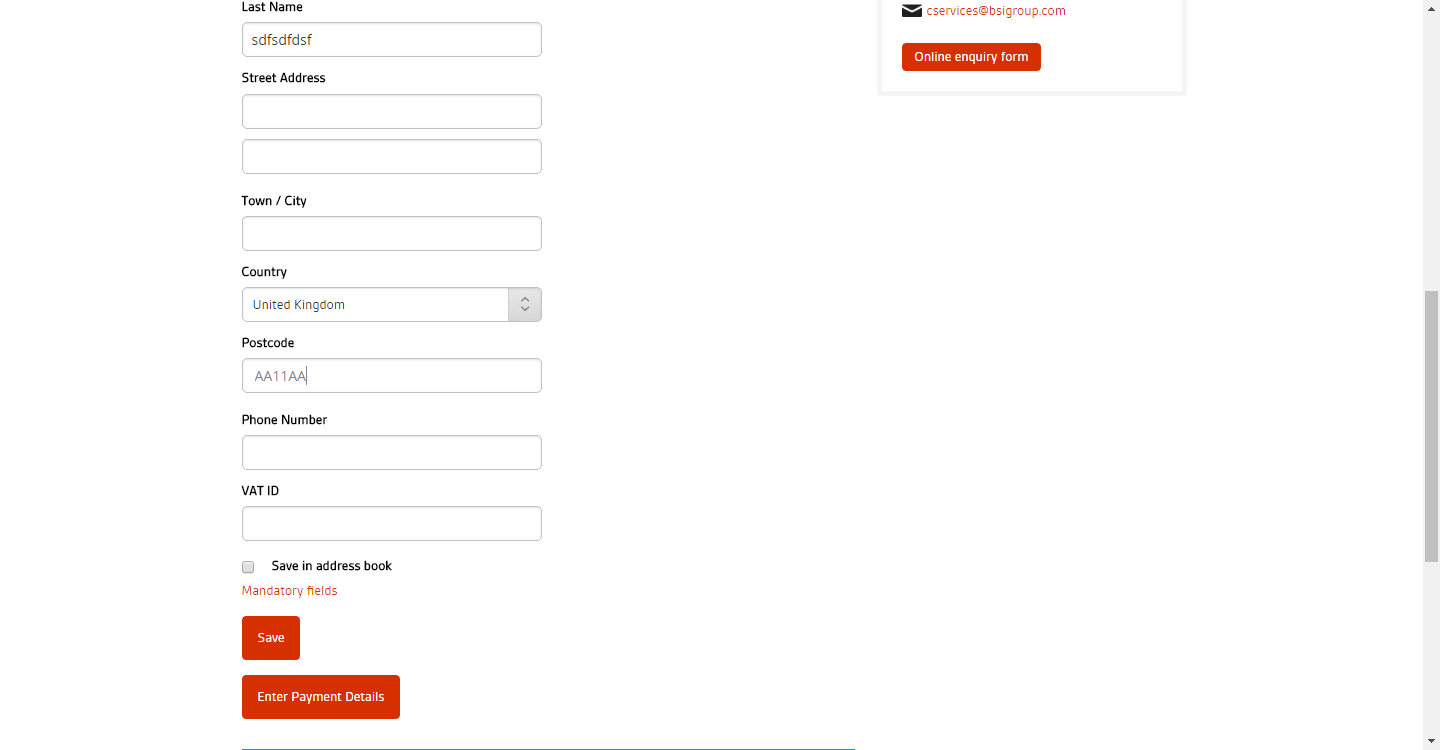 Last Name
sdfsdfdsf
Street Address
Town / City
Country
United Kingdom
Postcode
AA11AA
Phone Number
VAT ID
Save in address book
Mandatory fields
Save
Enter Payment Details
cservices@bsigroup.com
Online enquiry form